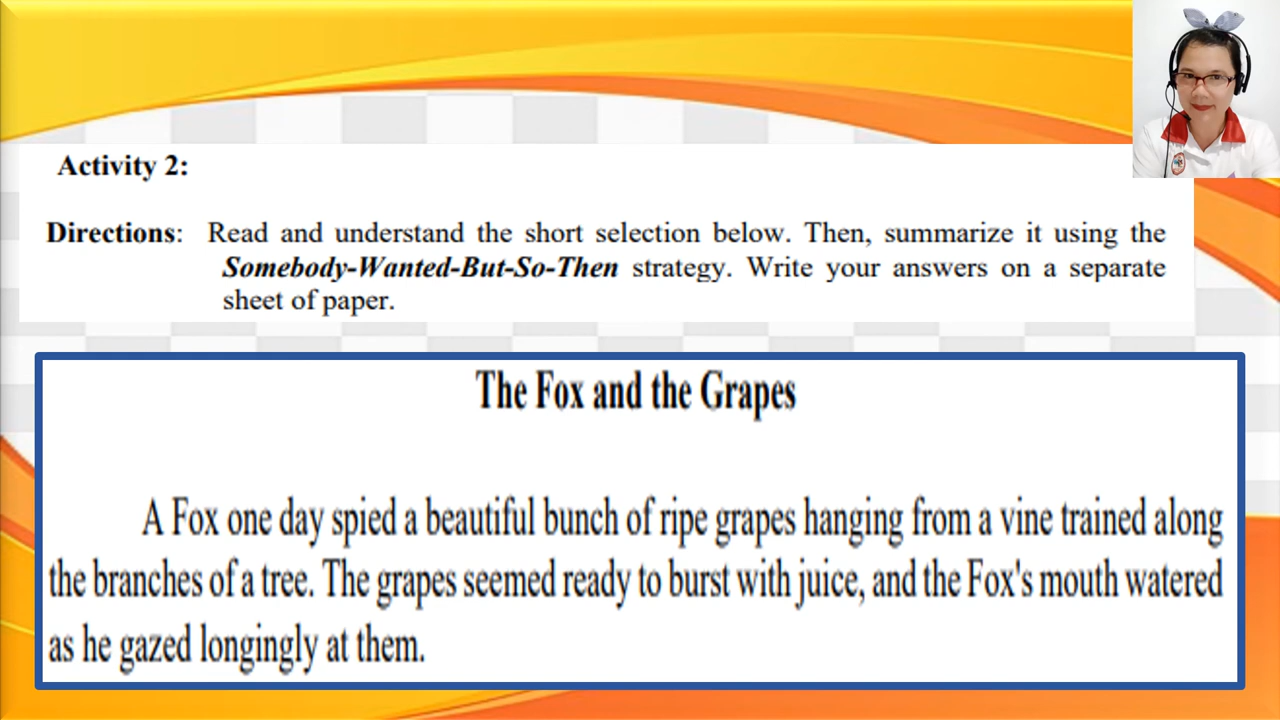 Activity 2:
Directions: Read and understand the short selection below. Then, summarize it using the
Somebody-Wanted-But-So-Then strategy. Write your answers on a separate
sheet of paper.
The Fox and the Grapes
A Fox one day spied a beautiful bunch of ripe grapes hanging from a vine trained along
the branches of a tree. The grapes seemed ready to burst with juice, and the Fox's mouth watered
as he gazed longingly at them.